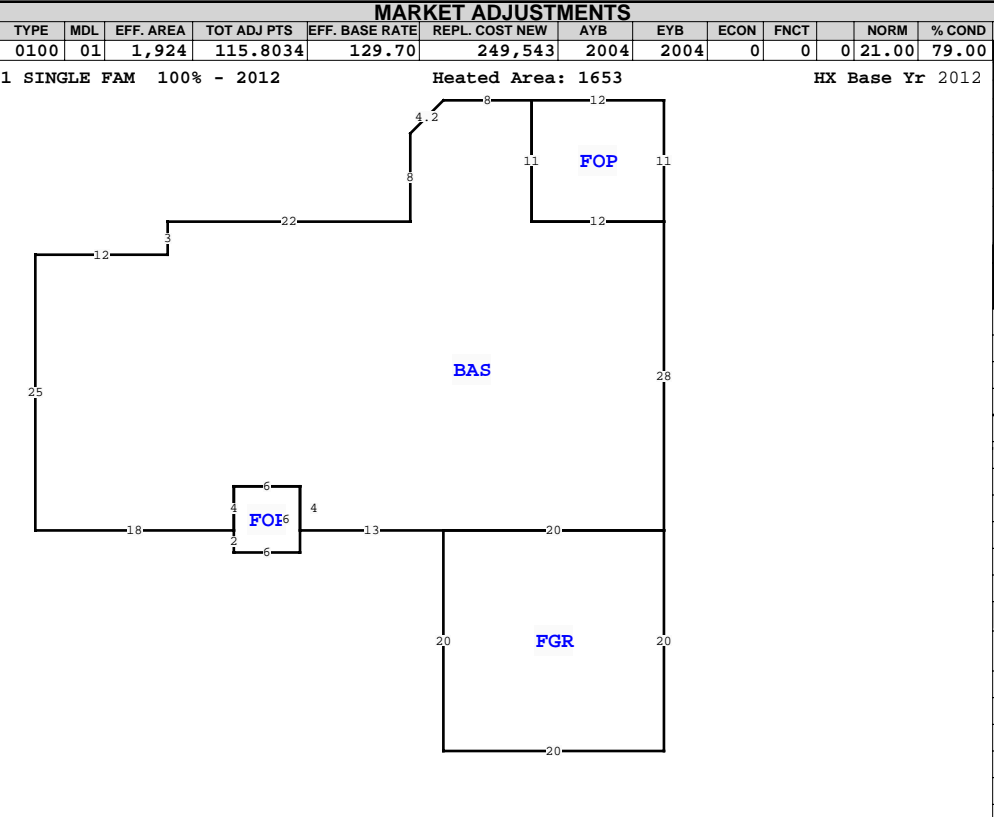 MARKET ADJUSTMENTS
TYPE MDL EFF. AREA TOT ADJ PTS EFF. BASE RATE REPL. COST NEW AYB EYB ECON FNCT NORM % COND
0100 01 1,924 115.8034 129.70 249,543 2004 2004 0 0 0 21.00 79.00
1 SINGLE FAM 100% - 2012 Heated Area: 1653 HX Base Yr 2012
8 12
4.2
11 FOP 11
8
22 12
3
12
BAS
28
25
6
4 4
FOP 6
18 13 20
2
6
20 FGR 20
20